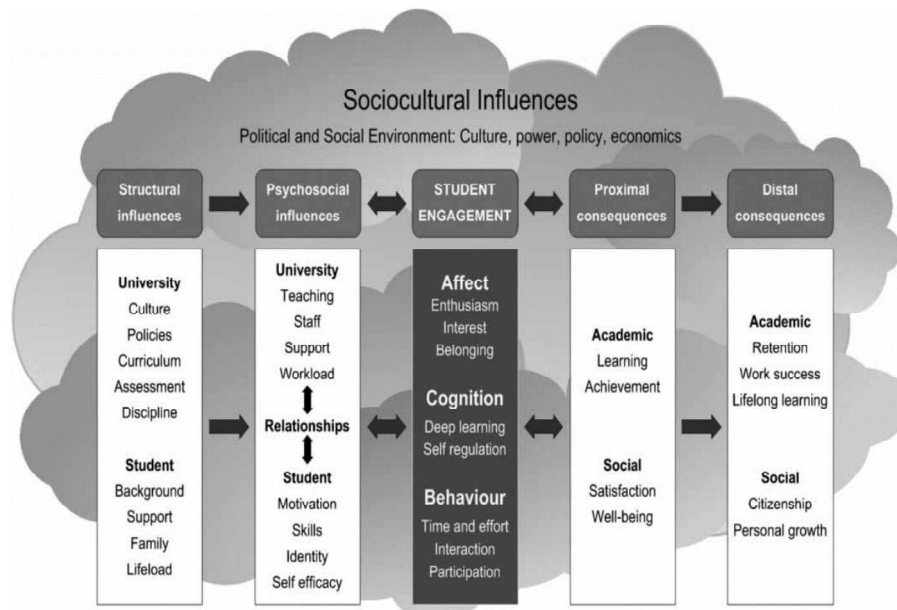 Sociocultural Influences
Political and Social Environment: Culture, power, policy, economics
Structural
influences
Psychosocial
influences
STUDENT
ENGAGEMENT
Proximal
consequences
Distal
consequences
University
Culture
Policies
Curriculum
Assessment
Discipline
Student
Background
Support
Family
Lifeload
University
Teaching
Staff
Support
Workload
Relationships
Student
Motivation
Skills
Identity
Self efficacy
Affect
Enthusiasm
Interest
Belonging
Cognition
Deep learning
Self regulation
Behaviour
Time and effort
Interaction
Participation
Academic
Learning
Achievement
Social
Satisfaction
Well-being
Academic
Retention
Work success
Lifelong learning
Social
Citizenship
Personal growth